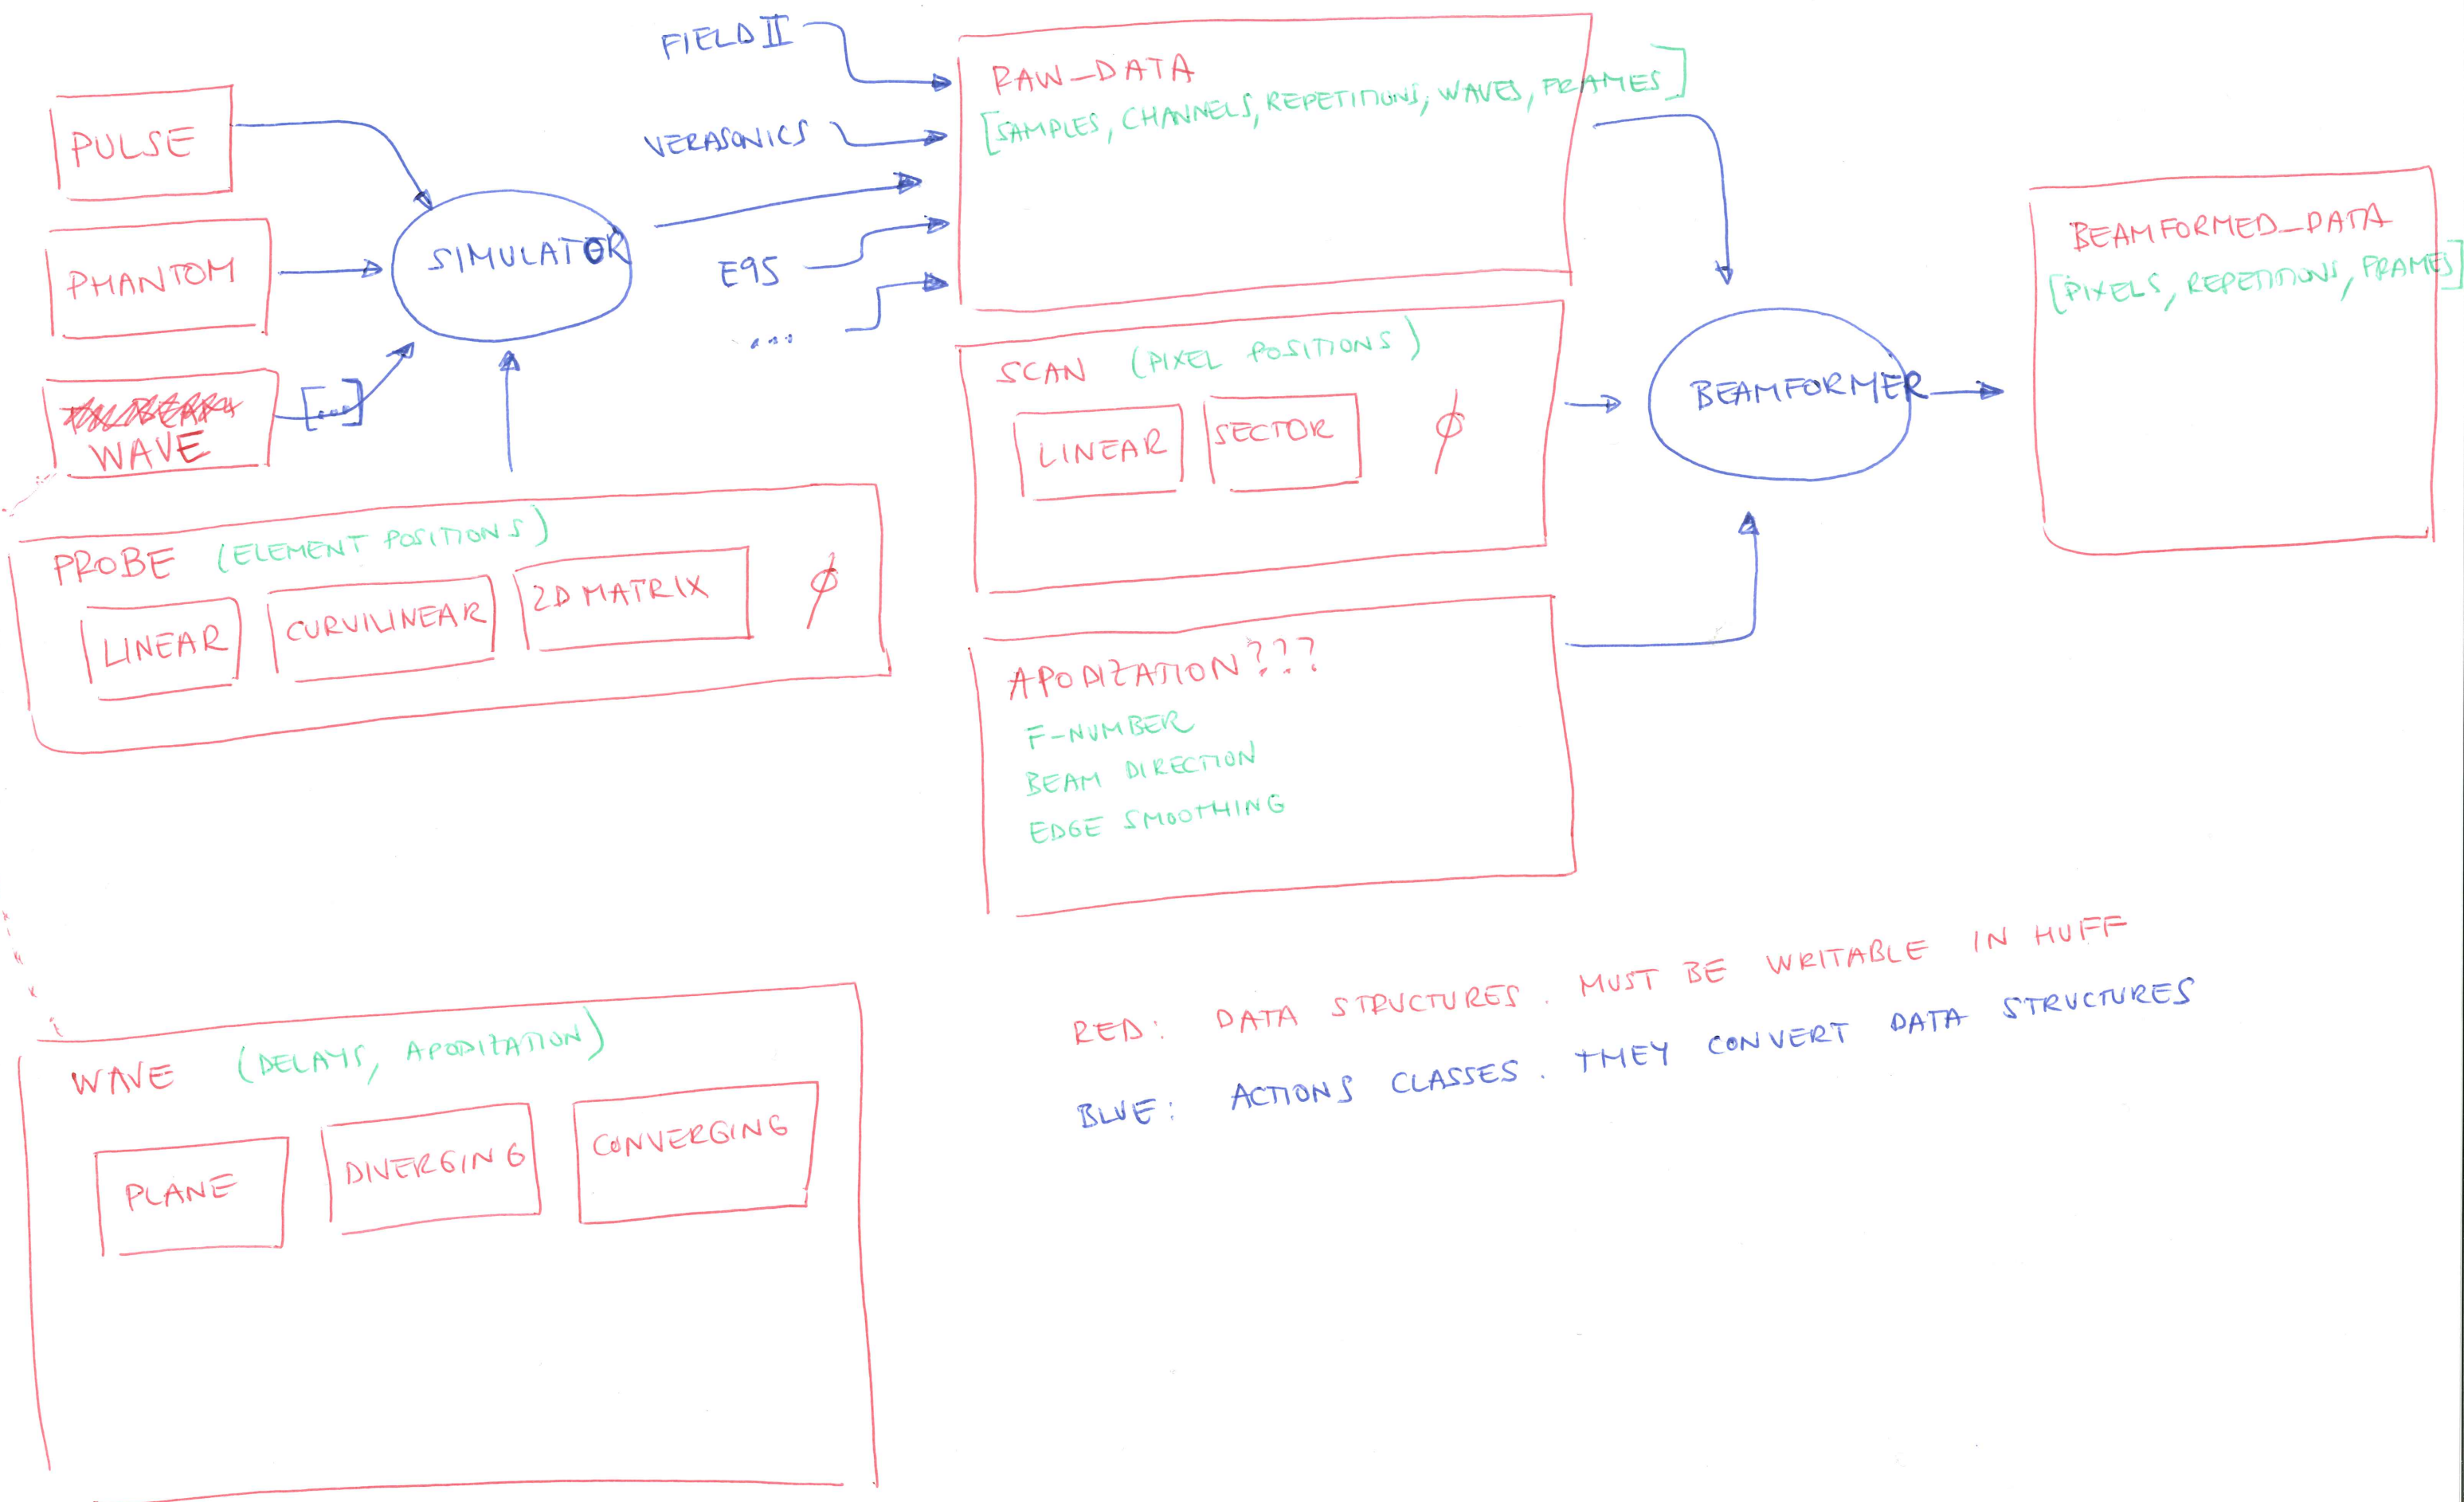 PULSE
PHANTOM
WAVE
[...]
SIMULATOR
FIELD II
VERASONICS
E95
...
RAW_DATA
[SAMPLES, CHANNELS, REPETITIONS, WAVES, FRAMES]
SCAN (PIXEL POSITIONS)
LINEAR
SECTOR
φ
BEAMFORMER
BEAMFORMED_DATA
[PIXELS, REPETITIONS, FRAMES]
PROBE (ELEMENT POSITIONS)
LINEAR
CURVILINEAR
2D MATRIX
φ
APODIZATION???
F-NUMBER
BEAM DIRECTION
EDGE SMOOTHING
WAVE (DELAYS, APODIZATION)
PLANE
DIVERGING
CONVERGING
RED: DATA STRUCTURES. MUST BE WRITABLE IN HUFF
BLUE: ACTIONS CLASSES. THEY CONVERT DATA STRUCTURES